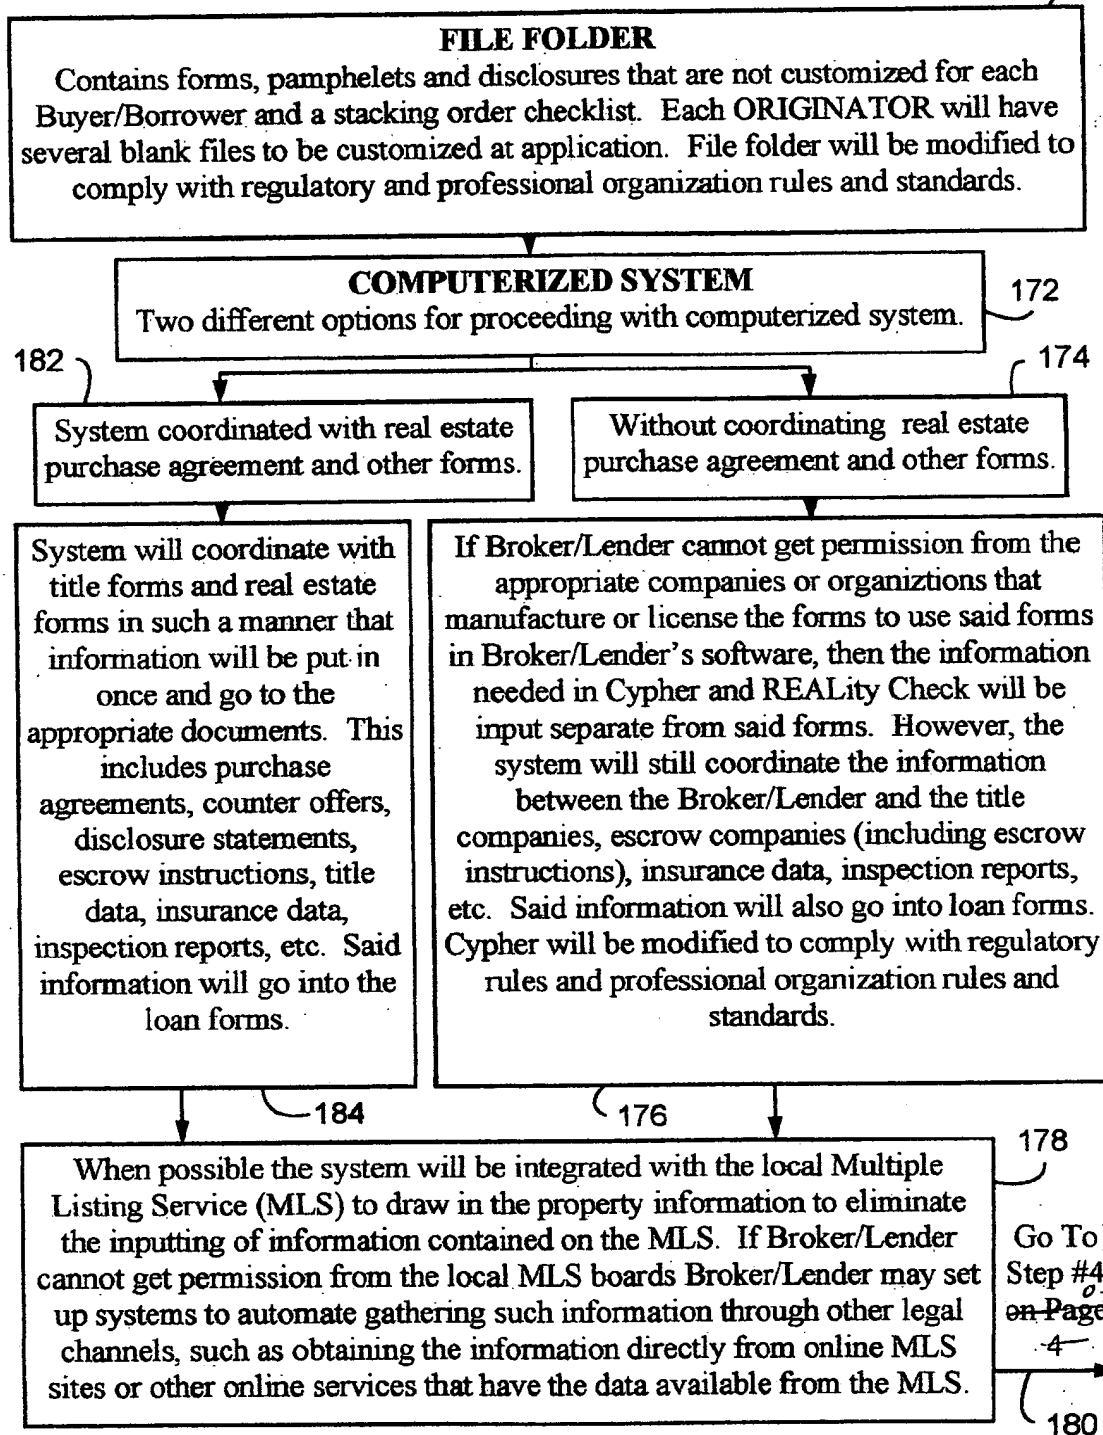 FILE FOLDER
Contains forms, pamphelets and disclosures that are not customized for each
Buyer/Borrower and a stacking order checklist. Each ORIGINATOR will have
several blank files to be customized at application. File folder will be modified to
comply with regulatory and professional organization rules and standards.
COMPUTERIZED SYSTEM
Two different options for proceeding with computerized system.
172
182
174
System coordinated with real estate
purchase agreement and other forms.
Without coordinating real estate
purchase agreement and other forms.
System will coordinate with
title forms and real estate
forms in such a manner that
information will be put in
once and go to the
appropriate documents. This
includes purchase
agreements, counter offers,
disclosure statements,
escrow instructions, title
data, insurance data,
inspection reports, etc. Said
information will go into the
loan forms.
If Broker/Lender cannot get permission from the
appropriate companies or organiztions that
manufacture or license the forms to use said forms
in Broker/Lender's software, then the information
needed in Cypher and REALity Check will be
input separate from said forms. However, the
system will still coordinate the information
between the Broker/Lender and the title
companies, escrow companies (including escrow
instructions), insurance data, inspection reports,
etc. Said information will also go into loan forms.
Cypher will be modified to comply with regulatory
rules and professional organization rules and
standards.
184
176
178
When possible the system will be integrated with the local Multiple
Listing Service (MLS) to draw in the property information to eliminate
the inputting of information contained on the MLS. If Broker/Lender
cannot get permission from the local MLS boards Broker/Lender may set
up systems to automate gathering such information through other legal
channels, such as obtaining the information directly from online MLS
sites or other online services that have the data available from the MLS.
Go To
Step #4
on Page
4
180